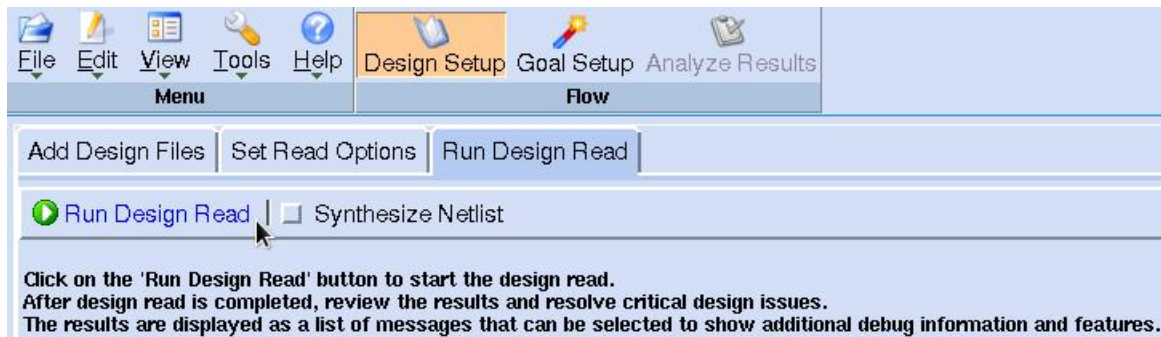 File Edit View Tools Help Design Setup Goal Setup Analyze Results
Menu Flow
Add Design Files Set Read Options Run Design Read
Run Design Read Synthesize Netlist
Click on the 'Run Design Read' button to start the design read.
After design read is completed, review the results and resolve critical design issues.
The results are displayed as a list of messages that can be selected to show additional debug information and features.